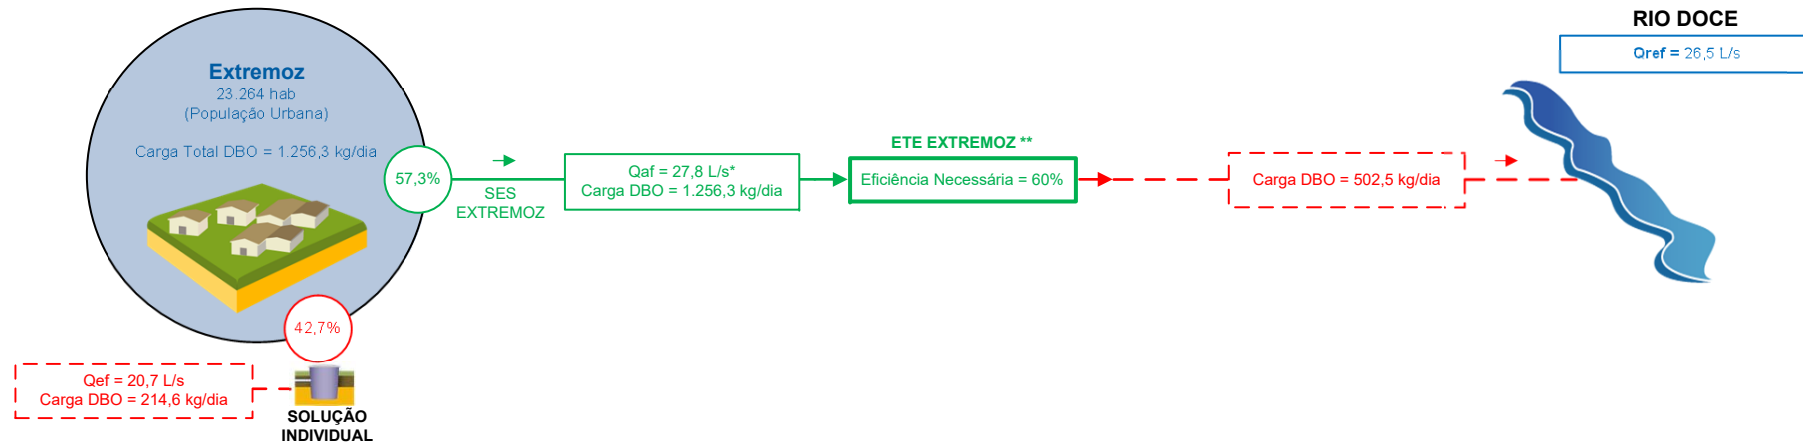 RIO DOCE
Qref = 26,5 L/s
Extremoz
23.264 hab
(População Urbana)
Carga Total DBO = 1.256,3 kg/dia
57,3%
SES
EXTREMOZ
Qaf = 27,8 L/s*
Carga DBO = 1.256,3 kg/dia
ETE EXTREMOZ **
Eficiência Necessária = 60%
Carga DBO = 502,5 kg/dia
42,7%
Qef = 20,7 L/s
Carga DBO = 214,6 kg/dia
SOLUÇÃO
INDIVIDUAL